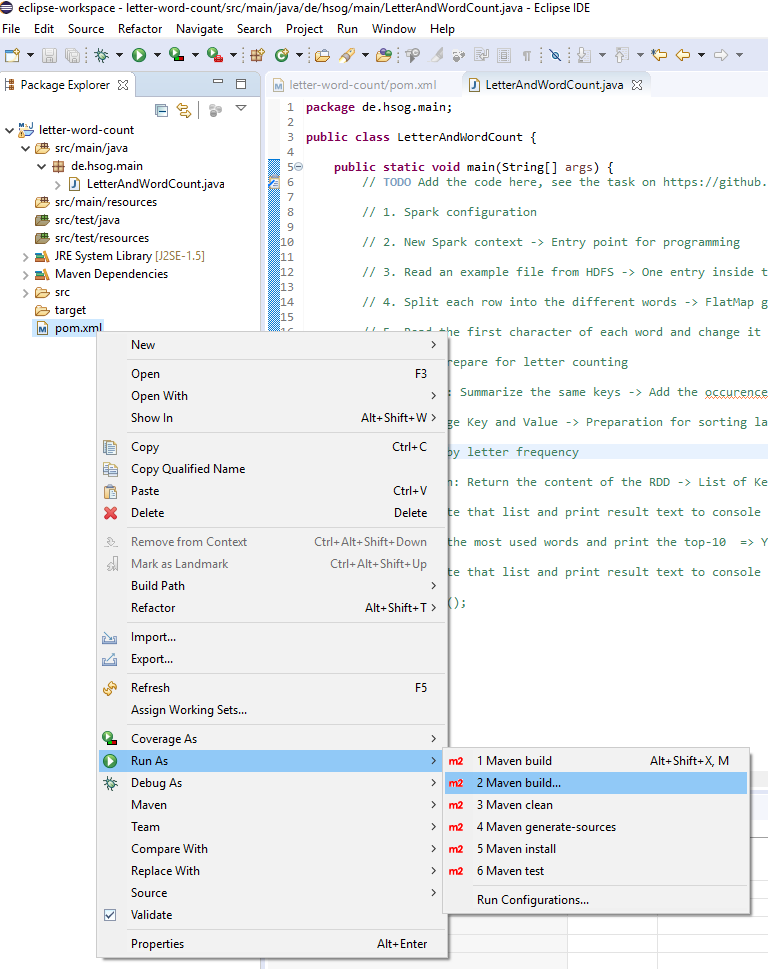 eclipse-workspace - letter-word-count/src/main/java/de/hsog/main/LetterAndWordCount.java - Eclipse IDE
File Edit Source Refactor Navigate Search Project Run Window Help
Package Explorer
letter-word-count
src/main/java
de.hsog.main
LetterAndWordCount.java
src/main/resources
src/test/java
src/test/resources
JRE System Library [J2SE-1.5]
Maven Dependencies
src
target
pom.xml
letter-word-count/pom.xml
LetterAndWordCount.java
1 package de.hsog.main;
2
3 public class LetterAndWordCount {
4
5 public static void main(String[] args) {
6 // TODO Add the code here, see the task on https://github.
7
8 // 1. Spark configuration
9
10 // 2. New Spark context -> Entry point for programming
11
12 // 3. Read an example file from HDFS -> One entry inside t
13
14 // 4. Split each row into the different words -> FlatMap g
15
// 5. Read the first character of each word and change it
repare for letter counting
: Summarize the same keys -> Add the occurence
ge Key and Value -> Preparation for sorting la
by letter frequency
n: Return the content of the RDD -> List of Ke
te that list and print result text to console
the most used words and print the top-10 => Y
te that list and print result text to console
();
New
Open F3
Open With
Show In Alt+Shift+W
Copy Ctrl+C
Copy Qualified Name
Paste Ctrl+V
Delete Delete
Remove from Context Ctrl+Alt+Shift+Down
Mark as Landmark Ctrl+Alt+Shift+Up
Build Path
Refactor Alt+Shift+T
Import...
Export...
Refresh F5
Assign Working Sets...
Coverage As
Run As
Debug As
Maven
Team
Compare With
Replace With
Source
Validate
Properties Alt+Enter
m2 1 Maven build Alt+Shift+X, M
m2 2 Maven build...
m2 3 Maven clean
m2 4 Maven generate-sources
m2 5 Maven install
m2 6 Maven test
Run Configurations...